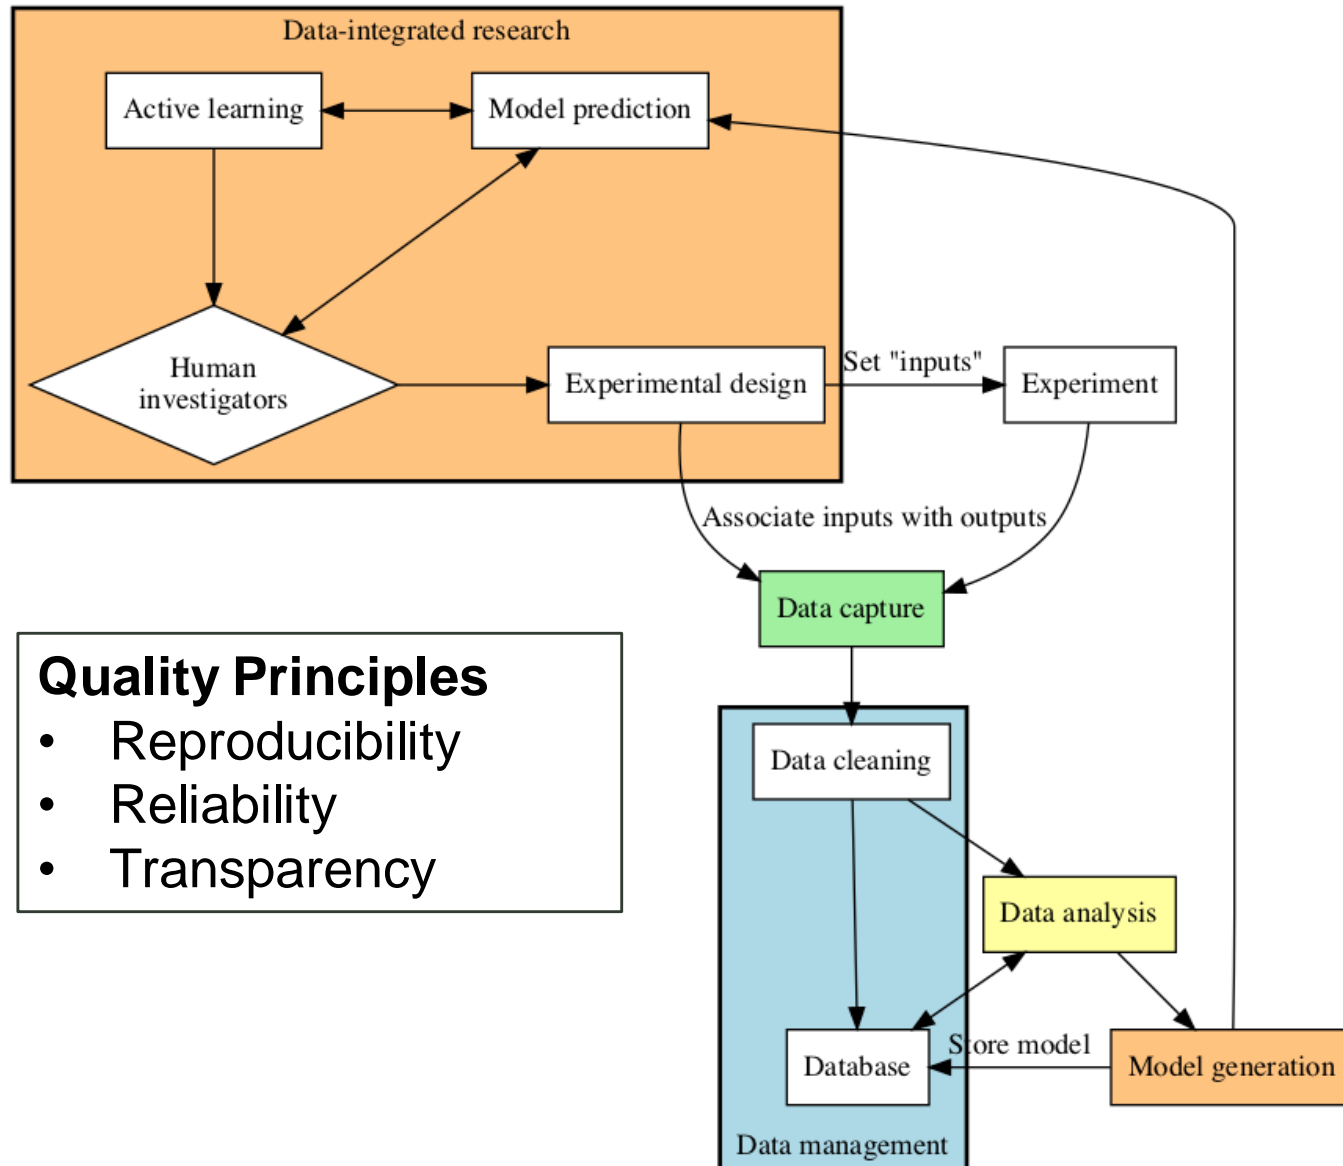 Data-integrated research
Active learning
Model prediction
Human
investigators
Experimental design
Set "inputs"
Experiment
Associate inputs with outputs
Data capture
Quality Principles
• Reproducibility
• Reliability
• Transparency
Data cleaning
Data analysis
Database
Store model
Model generation
Data management